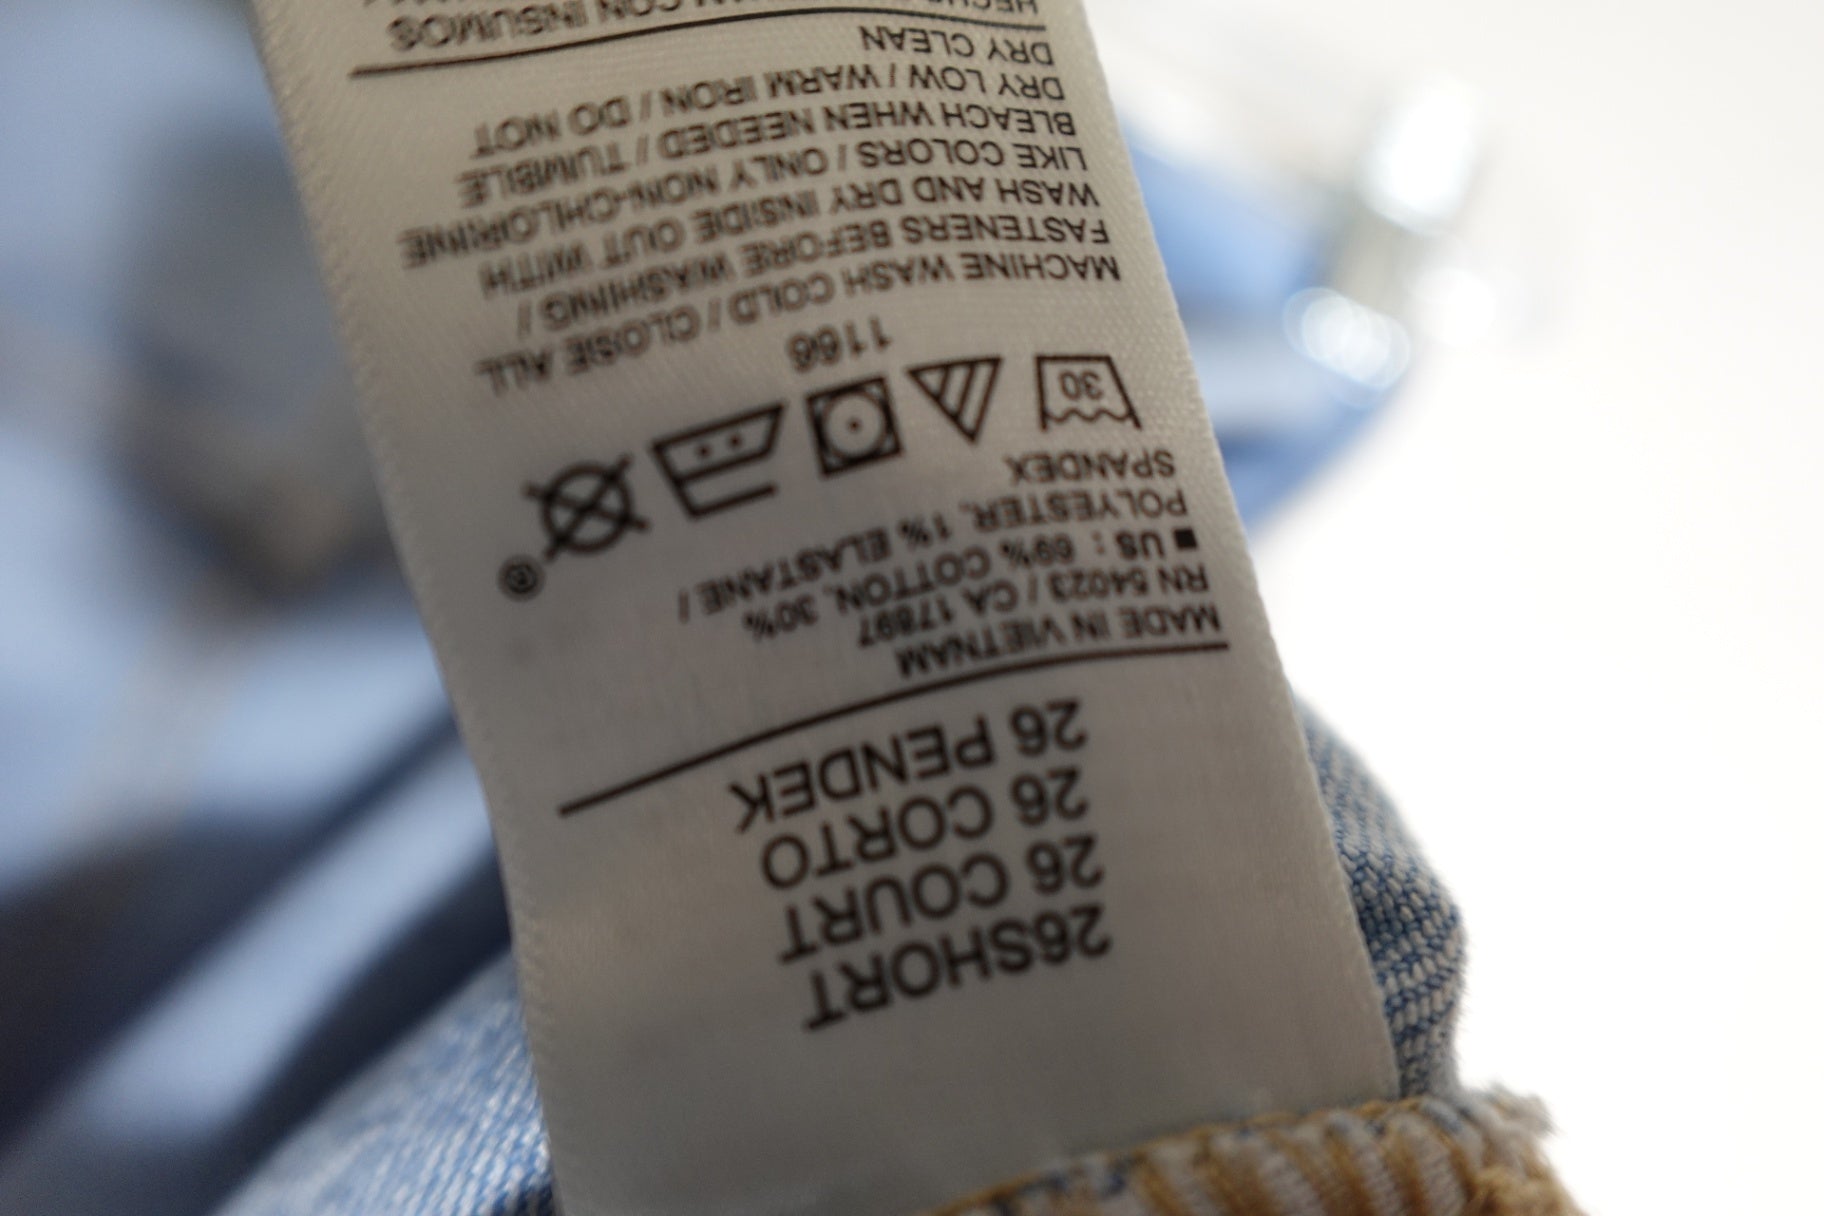 26SHORT
26 COURT
26 CORTO
26 PENDEK
MADE IN VIETNAM
RN 54023 / CA 17897
■ US : 69% COTTON, 30%
POLYESTER, 1% ELASTANE /
SPANDEX
30
®
1166
MACHINE WASH COLD / CLOSE ALL
FASTENERS BEFORE WASHING /
WASH AND DRY INSIDE OUT WITH
LIKE COLORS / ONLY NON-CHLORINE
BLEACH WHEN NEEDED / TUMBLE
DRY LOW / WARM IRON / DO NOT
DRY CLEAN
CON INSUMOS